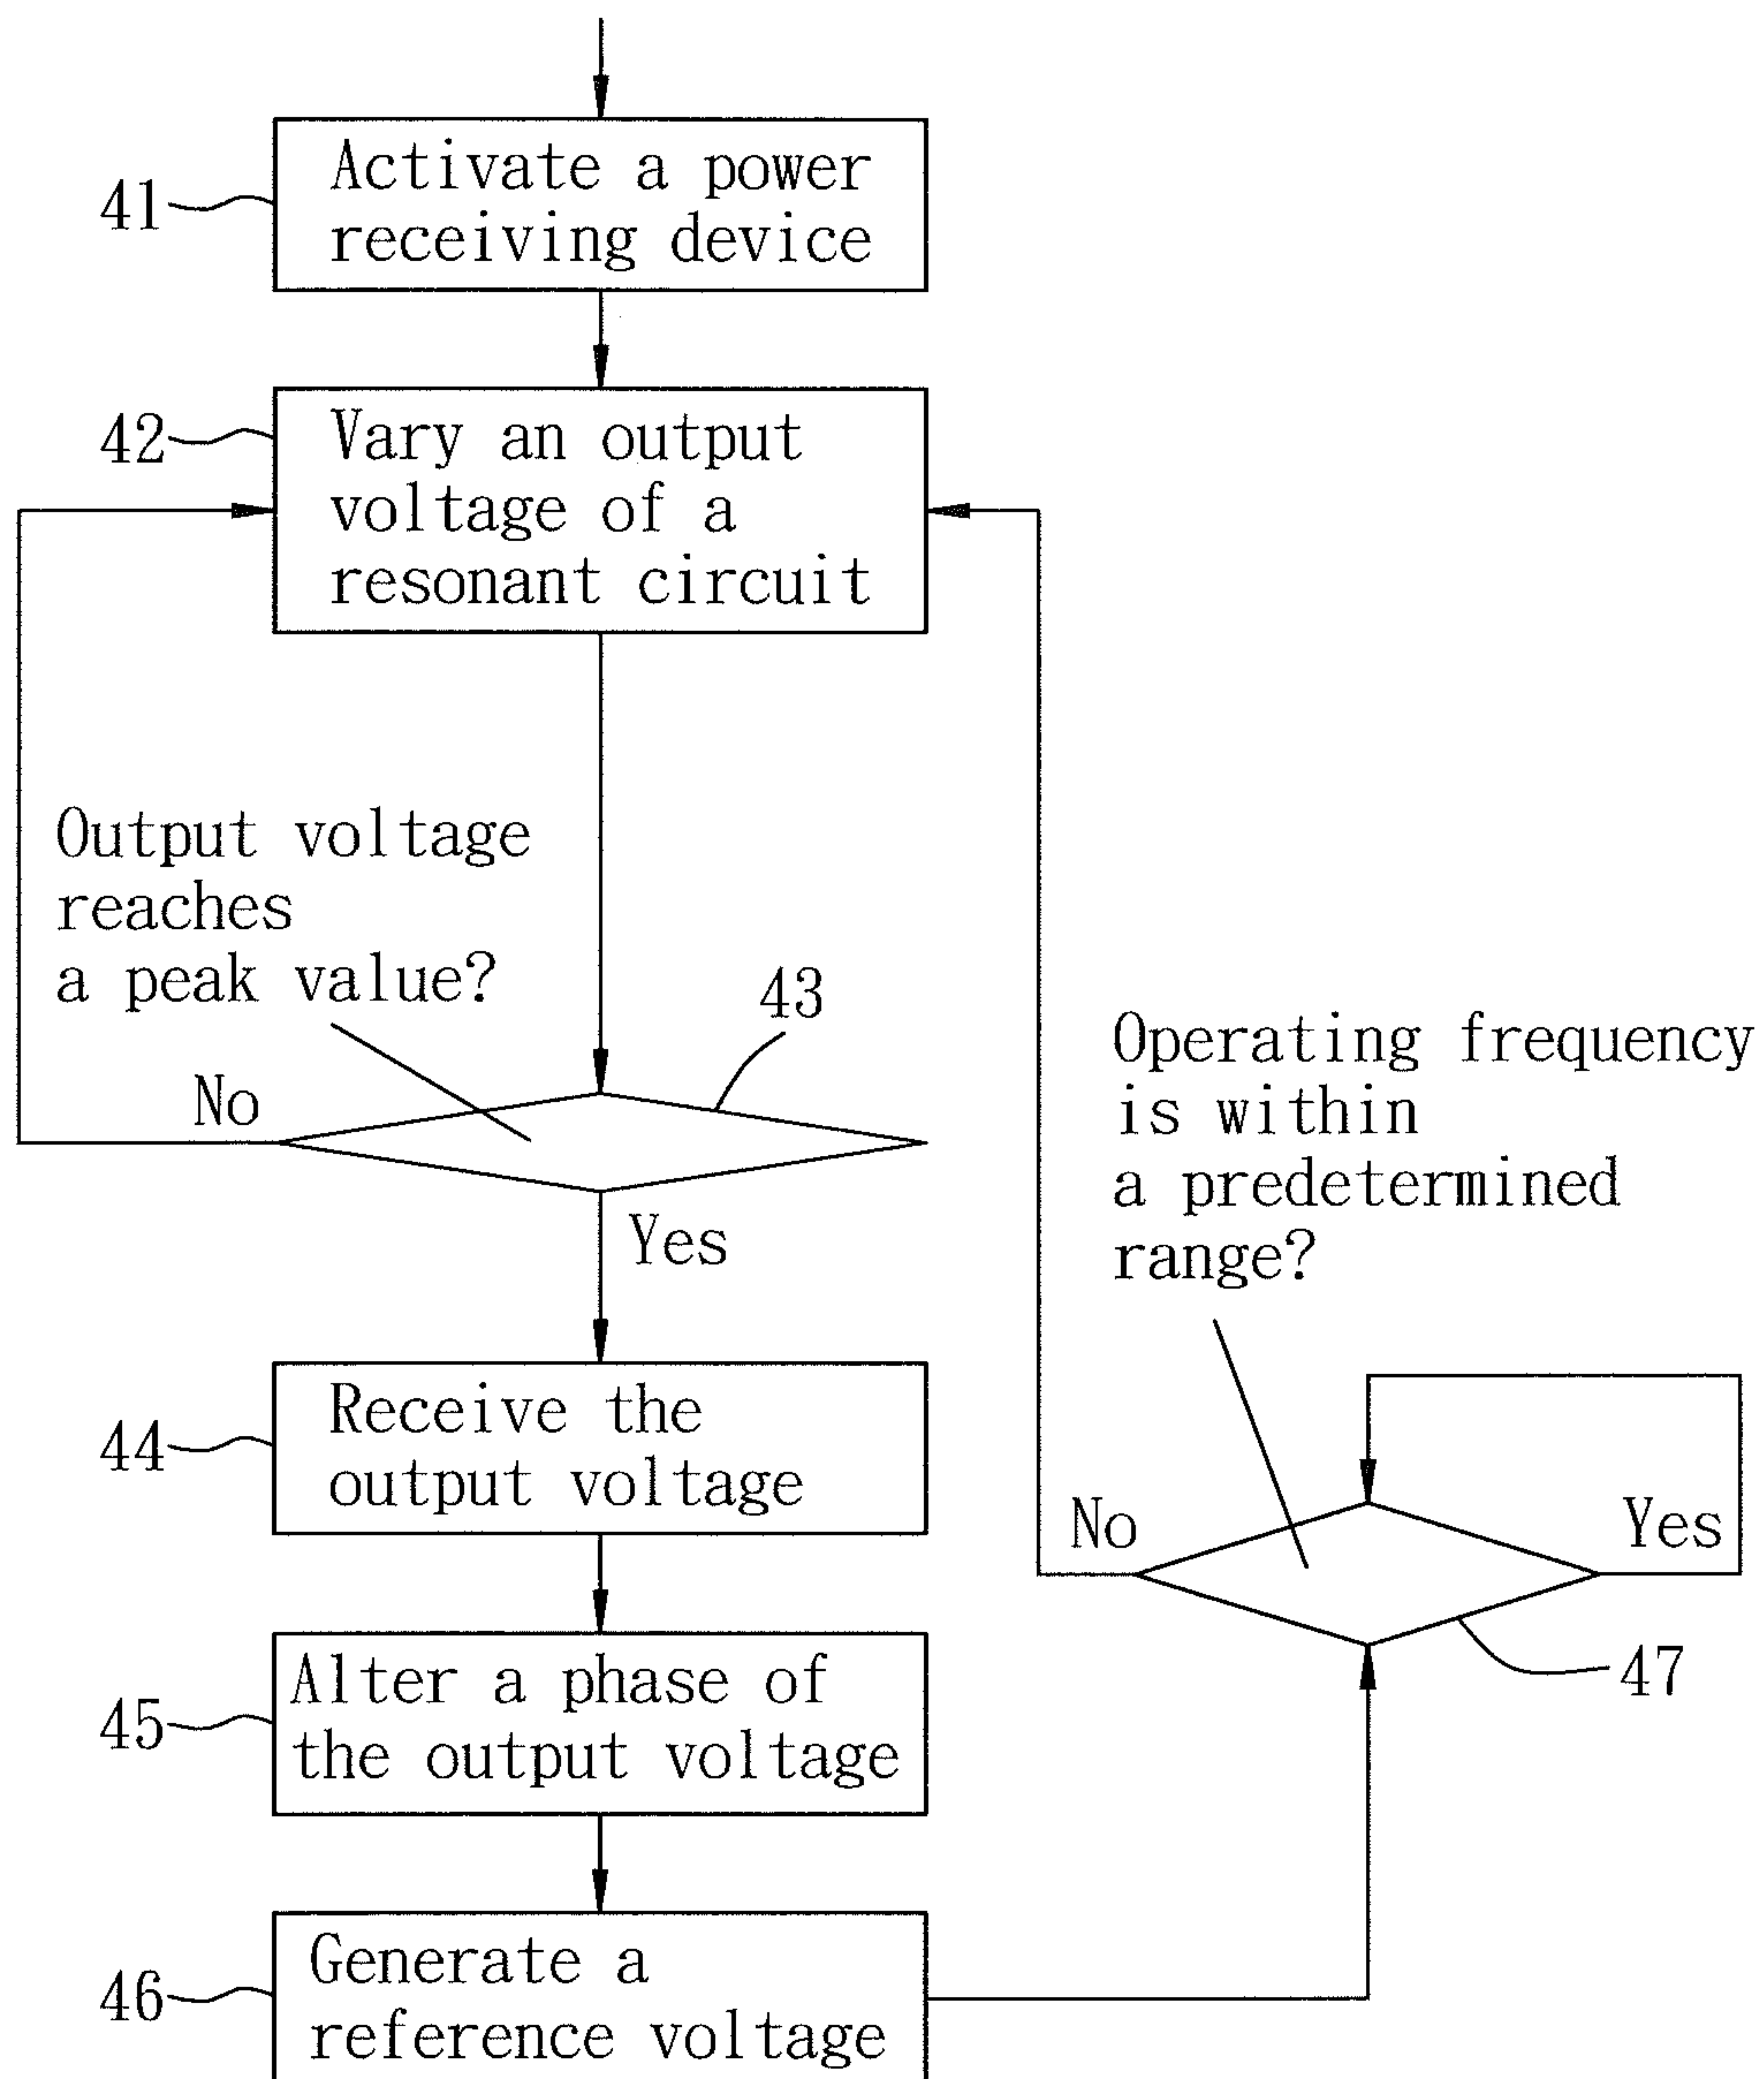 41
Activate a power
receiving device
42
Vary an output
voltage of a
resonant circuit
Output voltage
reaches
a peak value?
43
No
Yes
44
Receive the
output voltage
45
Alter a phase of
the output voltage
46
Generate a
reference voltage
Operating frequency
is within
a predetermined
range?
No
Yes
47